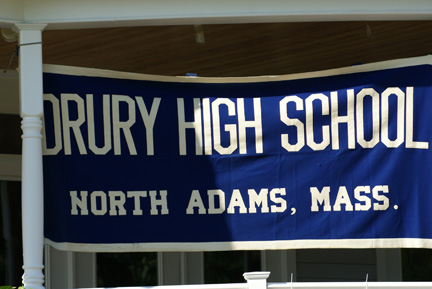 DRURY HIGH SCHOOL
NORTH ADAMS, MASS.